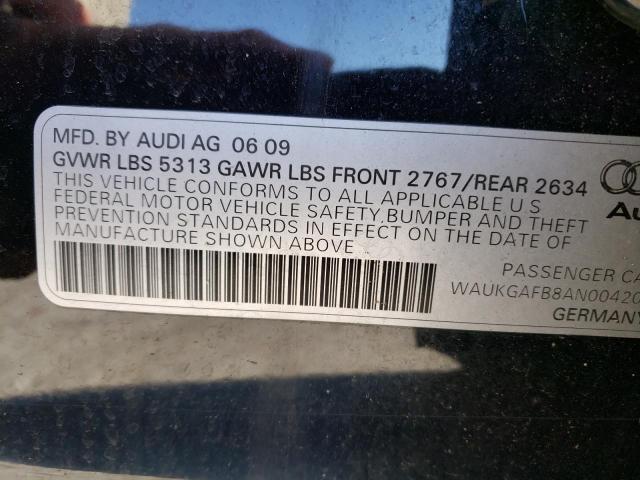 MFD. BY AUDI AG 06 09
GVWR LBS 5313 GAWR LBS FRONT 2767/REAR 2634
THIS VEHICLE CONFORMS TO ALL APPLICABLE U S
FEDERAL MOTOR VEHICLE SAFETY, BUMPER AND THEFT
PREVENTION STANDARDS IN EFFECT ON THE DATE OF
MANUFACTURE SHOWN ABOVE
Au
PASSENGER CA
WAUKGAFB8AN00420
GERMANY